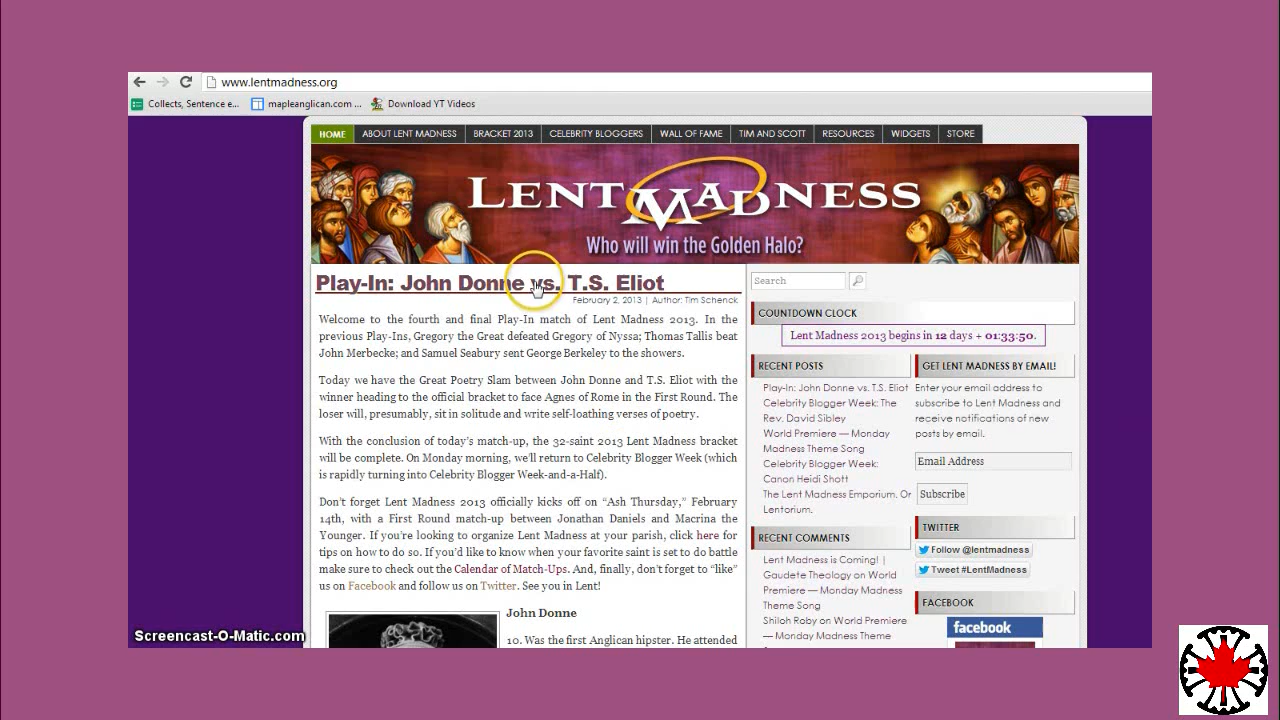 www.lentmadness.org
Collects, Sentence e... mapleanglican.com ... Download YT Videos
HOME ABOUT LENT MADNESS BRACKET 2013 CELEBRITY BLOGGERS WALL OF FAME TIM AND SCOTT RESOURCES WIDGETS STORE
LENT MADNESS
Who will win the Golden Halo?
Play-In: John Donne vs. T.S. Eliot
February 2, 2013 | Author: Tim Schenck
Welcome to the fourth and final Play-In match of Lent Madness 2013. In the
previous Play-Ins, Gregory the Great defeated Gregory of Nyssa; Thomas Tallis beat
John Merbecke; and Samuel Seabury sent George Berkeley to the showers.
Today we have the Great Poetry Slam between John Donne and T.S. Eliot with the
winner heading to the official bracket to face Agnes of Rome in the First Round. The
loser will, presumably, sit in solitude and write self-loathing verses of poetry.
With the conclusion of today's match-up, the 32-saint 2013 Lent Madness bracket
will be complete. On Monday morning, we'll return to Celebrity Blogger Week (which
is rapidly turning into Celebrity Blogger Week-and-a-Half).
Don't forget Lent Madness 2013 officially kicks off on “Ash Thursday,” February
14th, with a First Round match-up between Jonathan Daniels and Macrina the
Younger. If you're looking to organize Lent Madness at your parish, click here for
tips on how to do so. If you'd like to know when your favorite saint is set to do battle
make sure to check out the Calendar of Match-Ups. And, finally, don't forget to “like”
us on Facebook and follow us on Twitter. See you in Lent!
John Donne
10. Was the first Anglican hipster. He attended
Search
COUNTDOWN CLOCK
Lent Madness 2013 begins in 12 days + 01:33:50.
RECENT POSTS
Play-In: John Donne vs. T.S. Eliot
Celebrity Blogger Week: The
Rev. David Sibley
World Premiere — Monday
Madness Theme Song
Celebrity Blogger Week:
Canon Heidi Shott
The Lent Madness Emporium. Or
Lentorium.
RECENT COMMENTS
Lent Madness is Coming! |
Gaudete Theology on World
Premiere — Monday Madness
Theme Song
Shiloh Ray on World Premiere
— Monday Madness Theme
GET LENT MADNESS BY EMAIL!
Enter your email address to
subscribe to Lent Madness and
receive notifications of new
posts by email.
Email Address
Subscribe
TWITTER
Follow @lentmadness
Tweet #LentMadness
FACEBOOK
facebook
Screencast-O-Matic.com